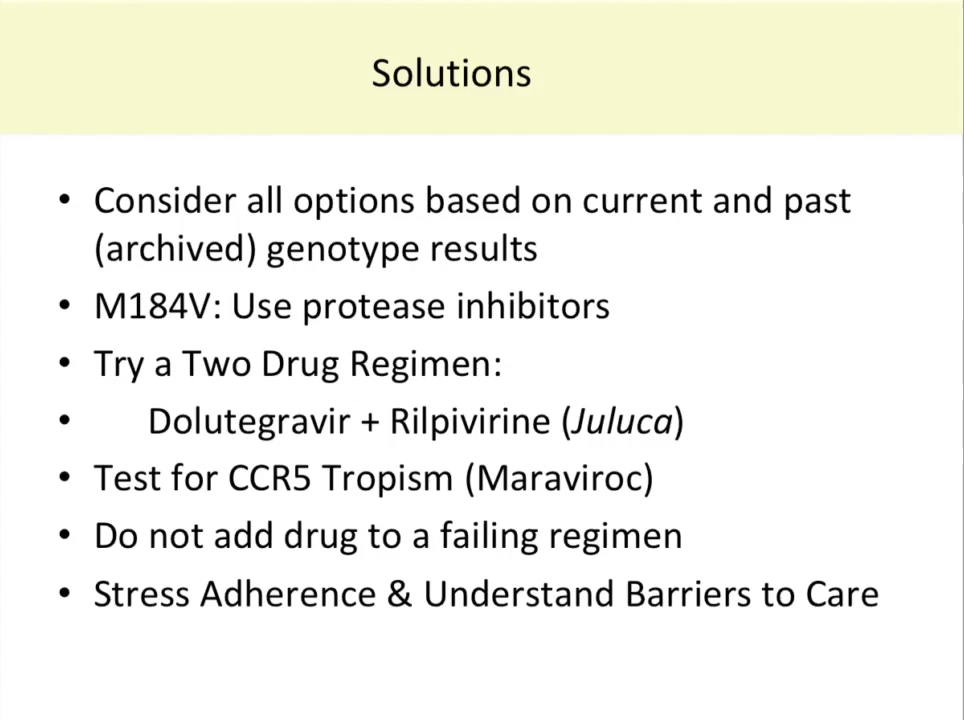 Solutions
• Consider all options based on current and past
(archived) genotype results
• M184V: Use protease inhibitors
• Try a Two Drug Regimen:
• Dolutegravir + Rilpivirine (Juluca)
• Test for CCR5 Tropism (Maraviroc)
• Do not add drug to a failing regimen
• Stress Adherence & Understand Barriers to Care